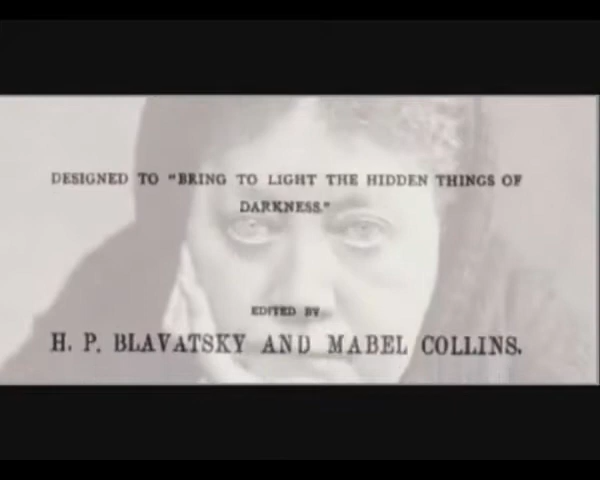 DESIGNED TO "BRING TO LIGHT THE HIDDEN THINGS OF
DARKNESS."
EDITED BY
H. P. BLAVATSKY AND MABEL COLLINS.